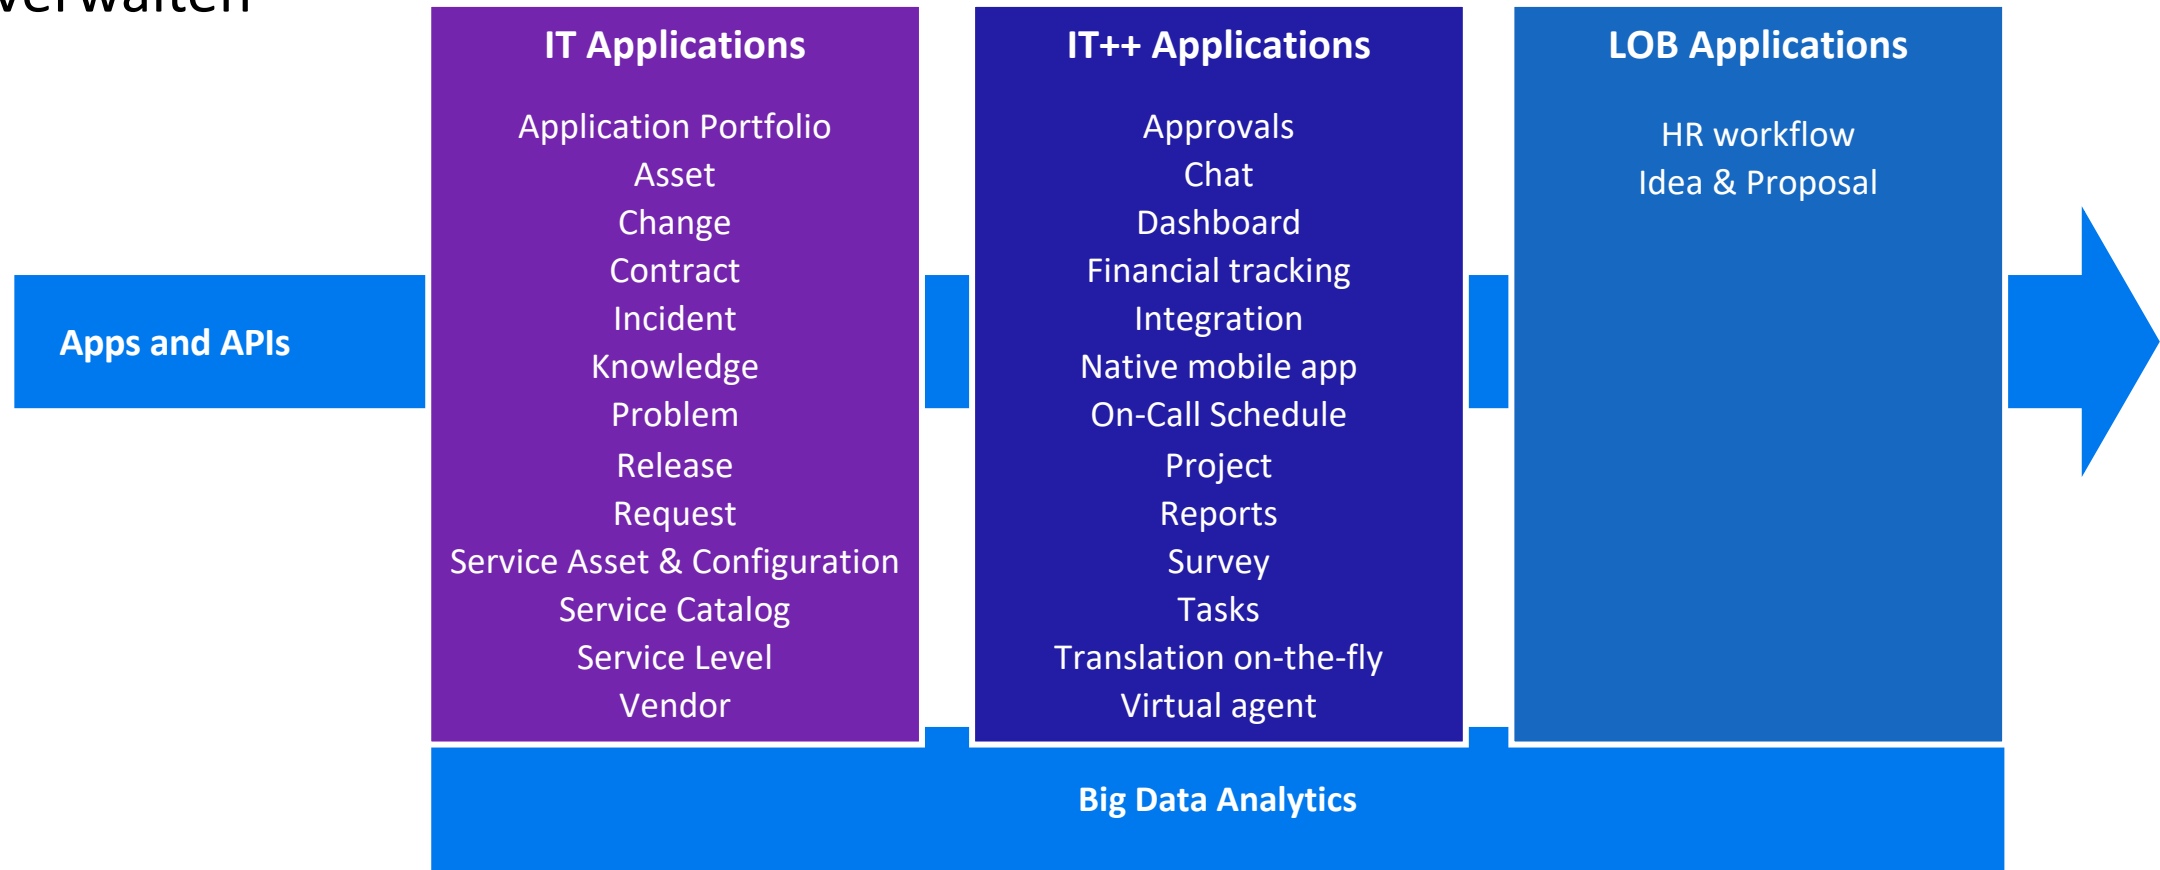 verwalten
IT Applications
Application Portfolio
Asset
Change
Contract
Incident
Knowledge
Problem
Release
Request
Service Asset & Configuration
Service Catalog
Service Level
Vendor
IT++ Applications
Approvals
Chat
Dashboard
Financial tracking
Integration
Native mobile app
On-Call Schedule
Project
Reports
Survey
Tasks
Translation on-the-fly
Virtual agent
LOB Applications
HR workflow
Idea & Proposal
Apps and APIs
Big Data Analytics